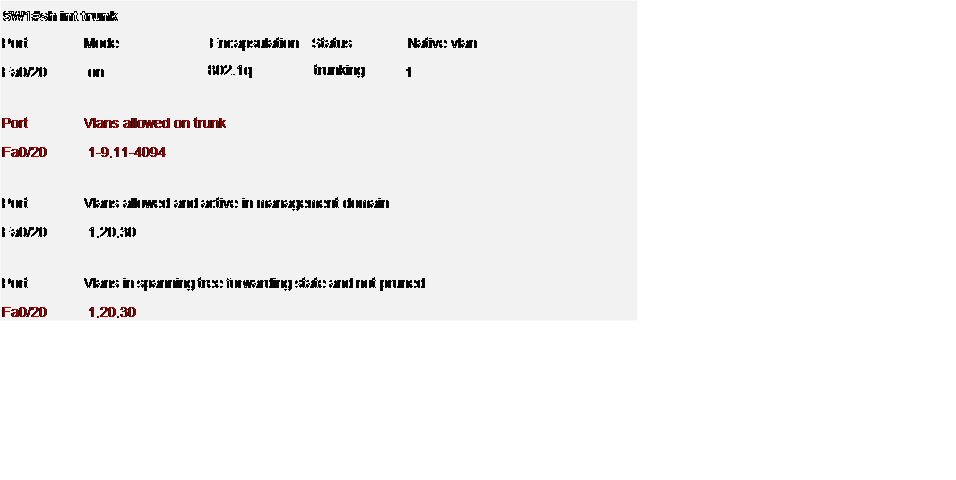 SW1#sh int trunk
Port Mode Encapsulation Status Native vlan
Fa0/20 on 802.1q trunking 1
Port Vlans allowed on trunk
Fa0/20 1-9,11-4094
Port Vlans allowed and active in management domain
Fa0/20 1,20,30
Port Vlans in spanning tree forwarding state and not pruned
Fa0/20 1,20,30